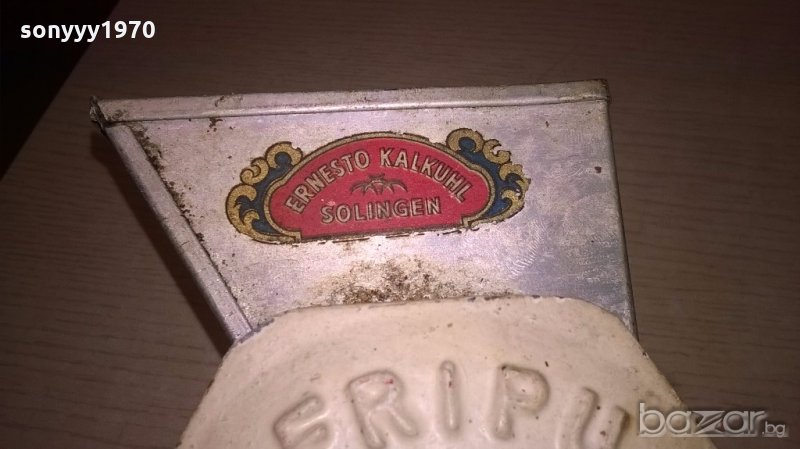 sonyyy1970
ERNESTO KALKUHL
SOLINGEN
bazar.bg